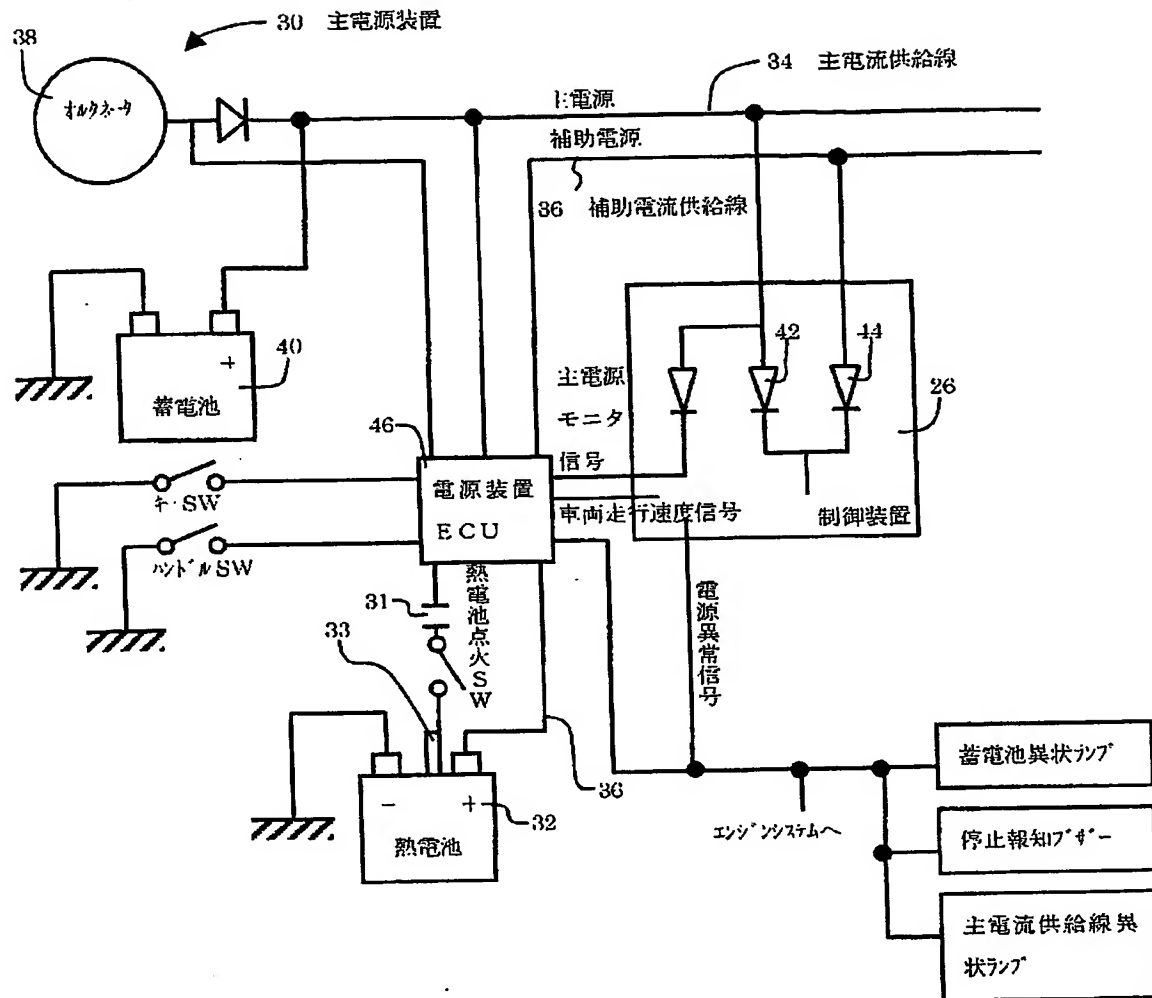 30 主電源装置
38
オルタネータ
34 主電流供給線
主電源
補助電源
36 補助電流供給線
42
44
26
+
40
蓄電池
主電源
モニタ
信号
46
電源装置
ECU
車両走行速度信号
制御装置
キーSW
ハンドルSW
31
熱電池点火SW
33
電源異常信号
36
-
+
32
熱電池
エンジンシステムへ
蓄電池異状ランプ
停止報知ブザー
主電流供給線異
状ランプ